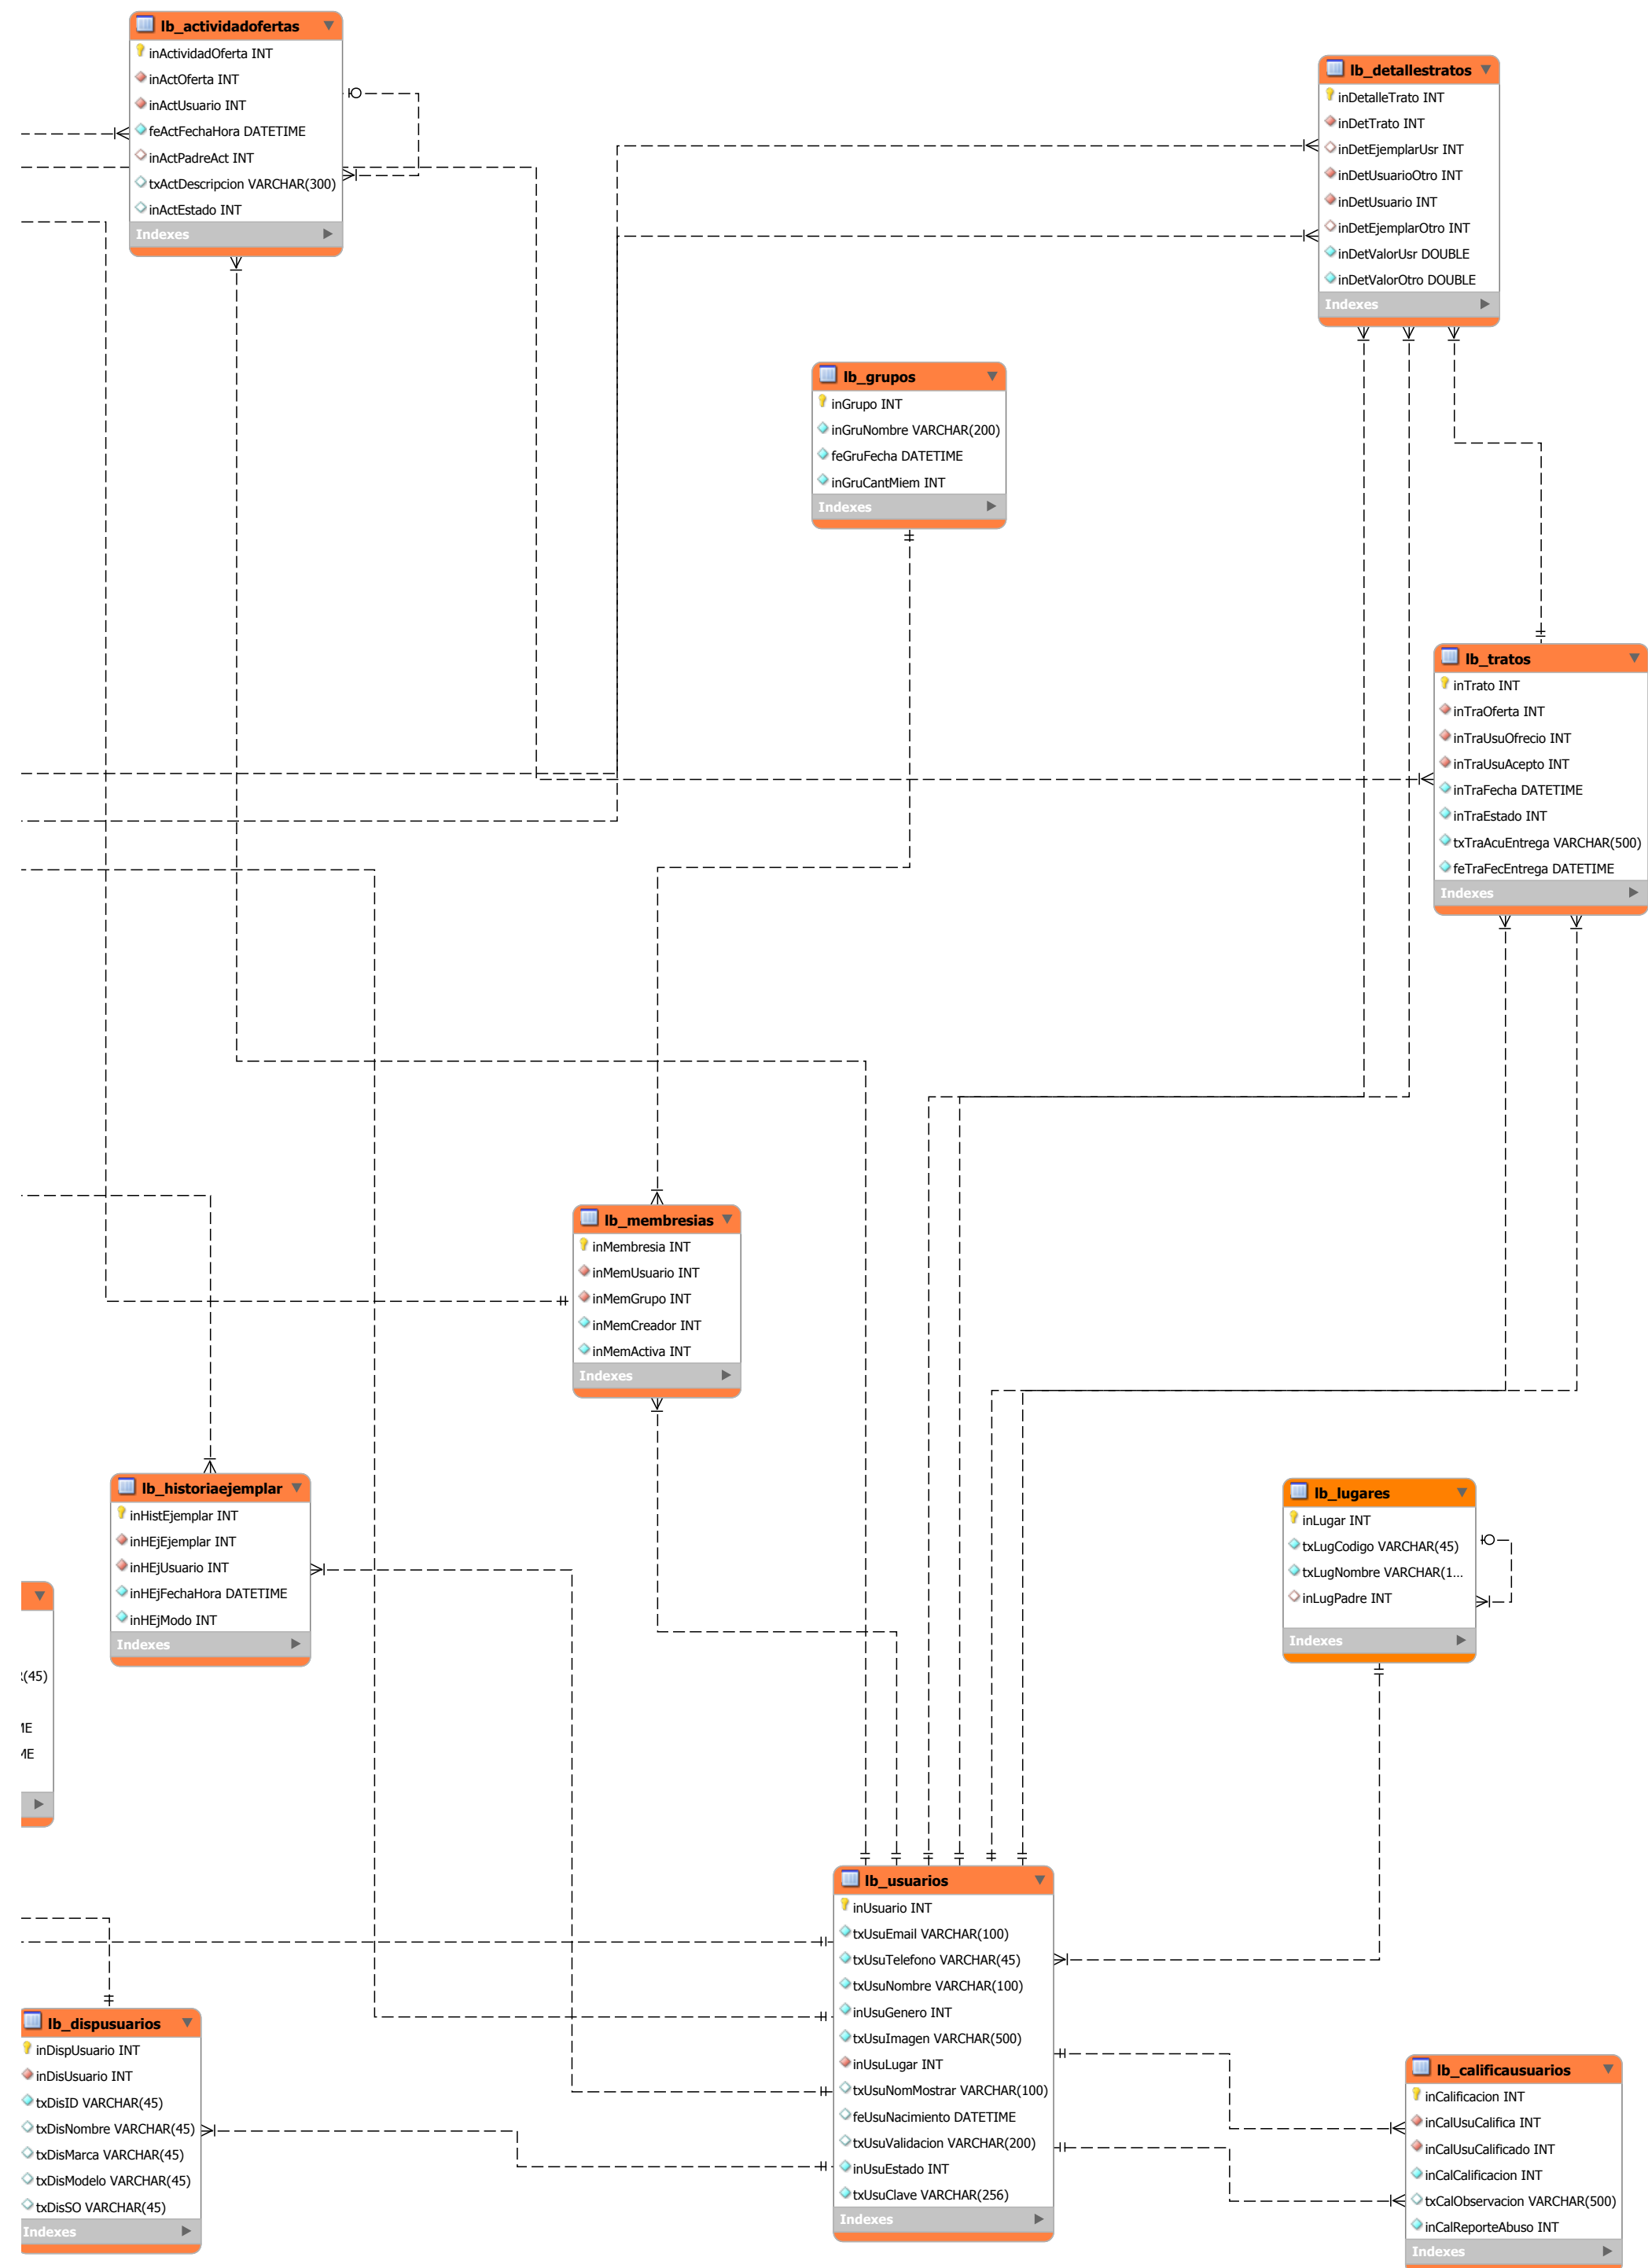 lb_actividadofertas
inActividadOferta INT
inActOferta INT
inActUsuario INT
feActFechaHora DATETIME
inActPadreAct INT
txActDescripcion VARCHAR(300)
inActEstado INT
Indexes
lb_detallestratos
inDetalleTrato INT
inDetTrato INT
inDetEjemplarUsr INT
inDetUsuarioOtro INT
inDetUsuario INT
inDetEjemplarOtro INT
inDetValorUsr DOUBLE
inDetValorOtro DOUBLE
Indexes
lb_grupos
inGrupo INT
inGruNombre VARCHAR(200)
feGruFecha DATETIME
inGruCantMiem INT
Indexes
lb_tratos
inTrato INT
inTraOferta INT
inTraUsuOfrecio INT
inTraUsuAcepto INT
inTraFecha DATETIME
inTraEstado INT
txTraAcuEntrega VARCHAR(500)
feTraFecEntrega DATETIME
Indexes
lb_membresias
inMembresia INT
inMemUsuario INT
inMemGrupo INT
inMemCreador INT
inMemActiva INT
Indexes
lb_historiaejemplar
inHistEjemplar INT
inHEjEjemplar INT
inHEjUsuario INT
inHEjFechaHora DATETIME
inHEjModo INT
Indexes
lb_lugares
inLugar INT
txLugCodigo VARCHAR(45)
txLugNombre VARCHAR(1...
inLugPadre INT
Indexes
(45)
ME
ME
lb_usuarios
inUsuario INT
txUsuEmail VARCHAR(100)
txUsuTelefono VARCHAR(45)
txUsuNombre VARCHAR(100)
inUsuGenero INT
txUsuImagen VARCHAR(500)
inUsuLugar INT
txUsuNomMostrar VARCHAR(100)
feUsuNacimiento DATETIME
txUsuValidacion VARCHAR(200)
inUsuEstado INT
txUsuClave VARCHAR(256)
Indexes
lb_dispusuarios
inDispUsuario INT
inDisUsuario INT
txDisID VARCHAR(45)
txDisNombre VARCHAR(45)
txDisMarca VARCHAR(45)
txDisModelo VARCHAR(45)
txDisSO VARCHAR(45)
Indexes
lb_calificausuarios
inCalificacion INT
inCalUsuCalifica INT
inCalUsuCalificado INT
inCalCalificacion INT
txCalObservacion VARCHAR(500)
inCalReporteAbuso INT
Indexes